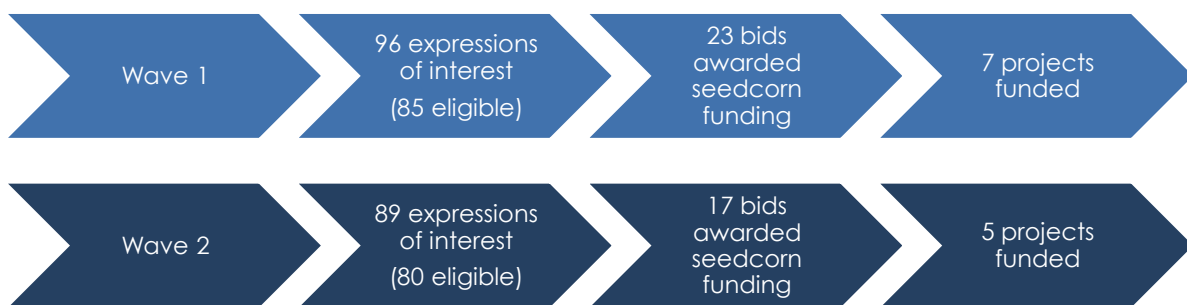 Wave 1
96 expressions
of interest
(85 eligible)
23 bids
awarded
seedcorn
funding
7 projects
funded
Wave 2
89 expressions
of interest
(80 eligible)
17 bids
awarded
seedcorn
funding
5 projects
funded